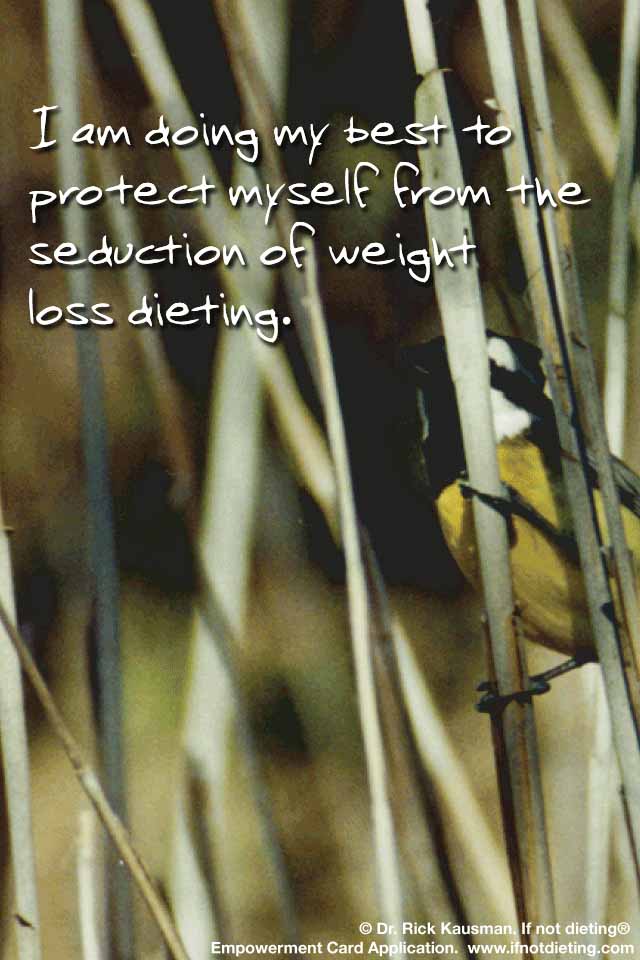 I am doing my best to
protect myself from the
seduction of weight
loss dieting.
© Dr. Rick Kausman. If not dieting®
Empowerment Card Application. www.ifnotdieting.com